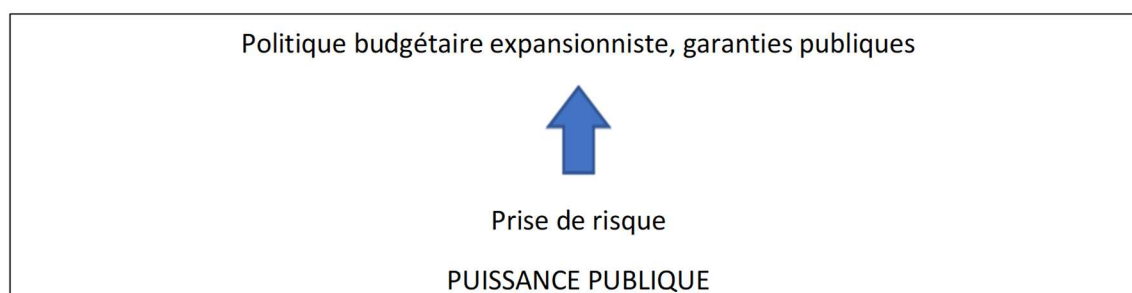 Politique budgétaire expansionniste, garanties publiques
Prise de risque
PUISSANCE PUBLIQUE